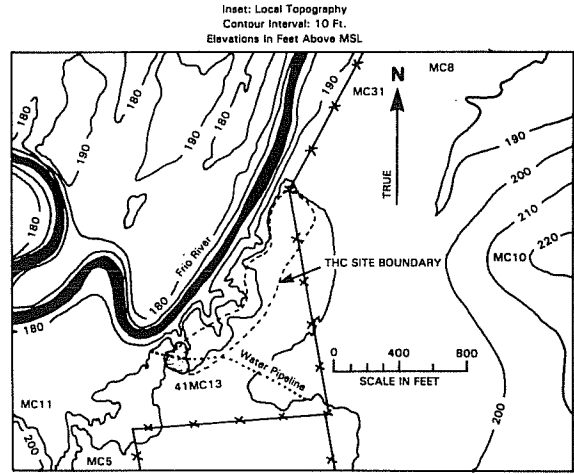 Inset: Local Topography
Contour Interval: 10 Ft.
Elevations In Feet Above MSL
180
190
180
190
180
190
MC31
MC8
N
TRUE
190
200
210
220
MC10
180
180
Frio River
180
THC SITE BOUNDARY
180
0 400 800
SCALE IN FEET
Water Pipeline
41MC13
MC11
200
MC5
200